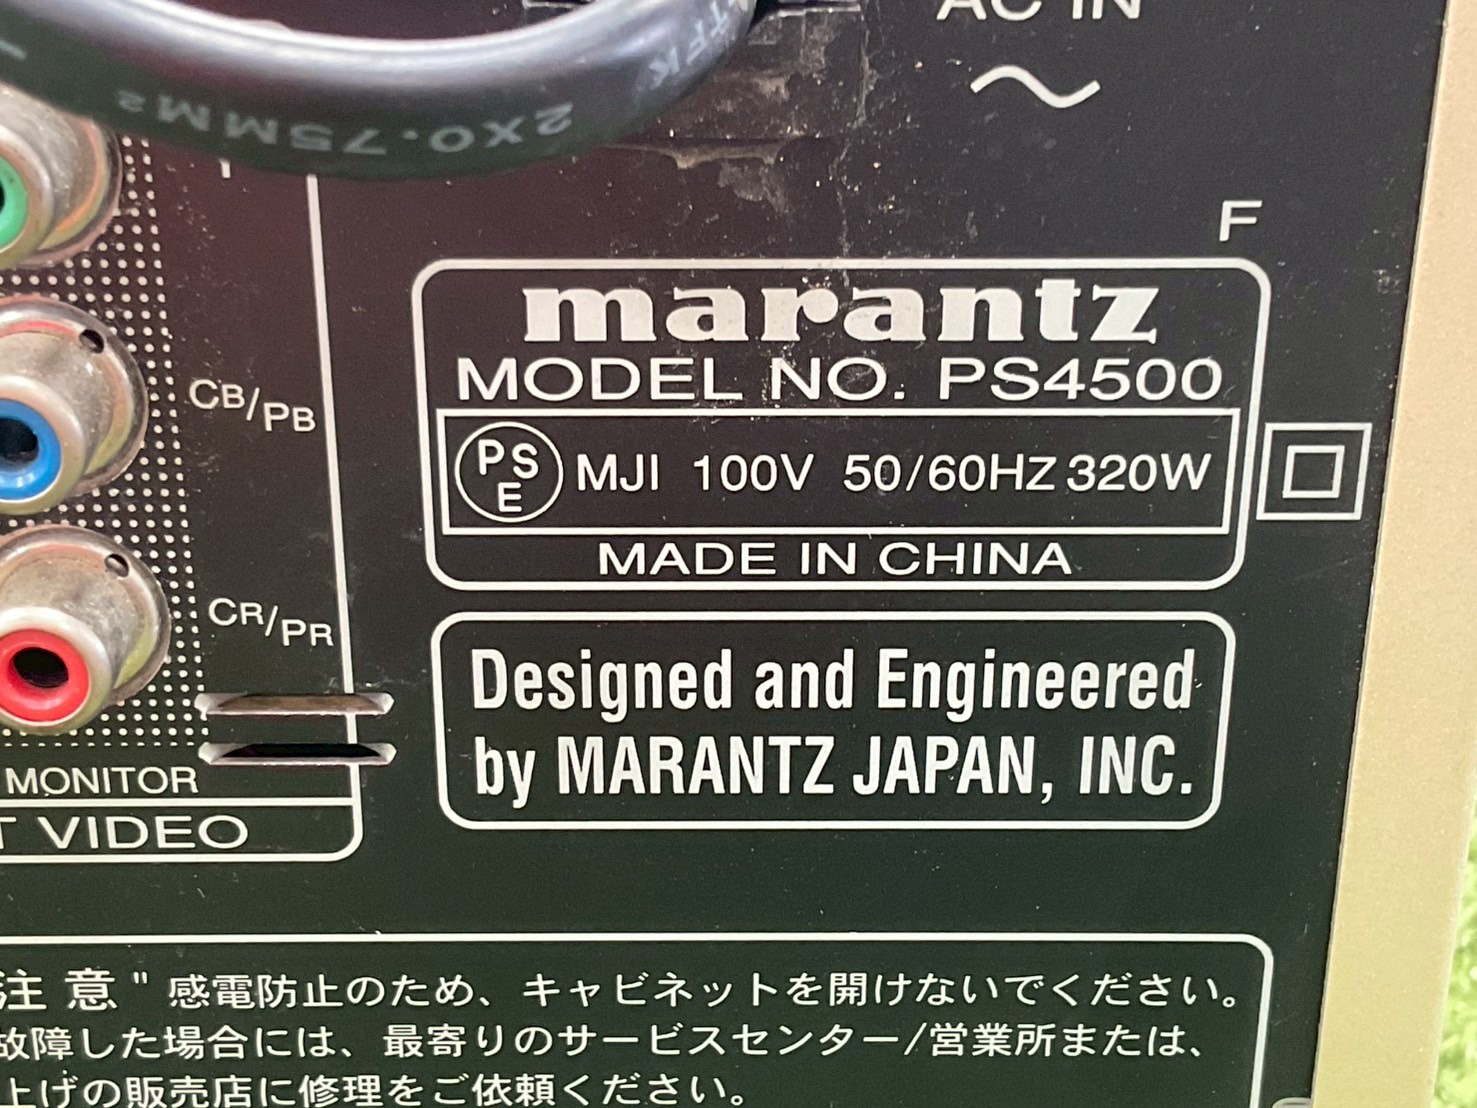 AC IN
2X0.75MM²
F
marantz
MODEL NO. PS4500
PSE MJI 100V 50/60HZ 320W
MADE IN CHINA
CB/PB
CR/PR
Designed and Engineered
by MARANTZ JAPAN, INC.
MONITOR
T VIDEO
注 意" 感電防止のため、キャビネットを開けないでください。
故障した場合には、最寄りのサービスセンター/営業所または、
上げの販売店に修理をご依頼ください。